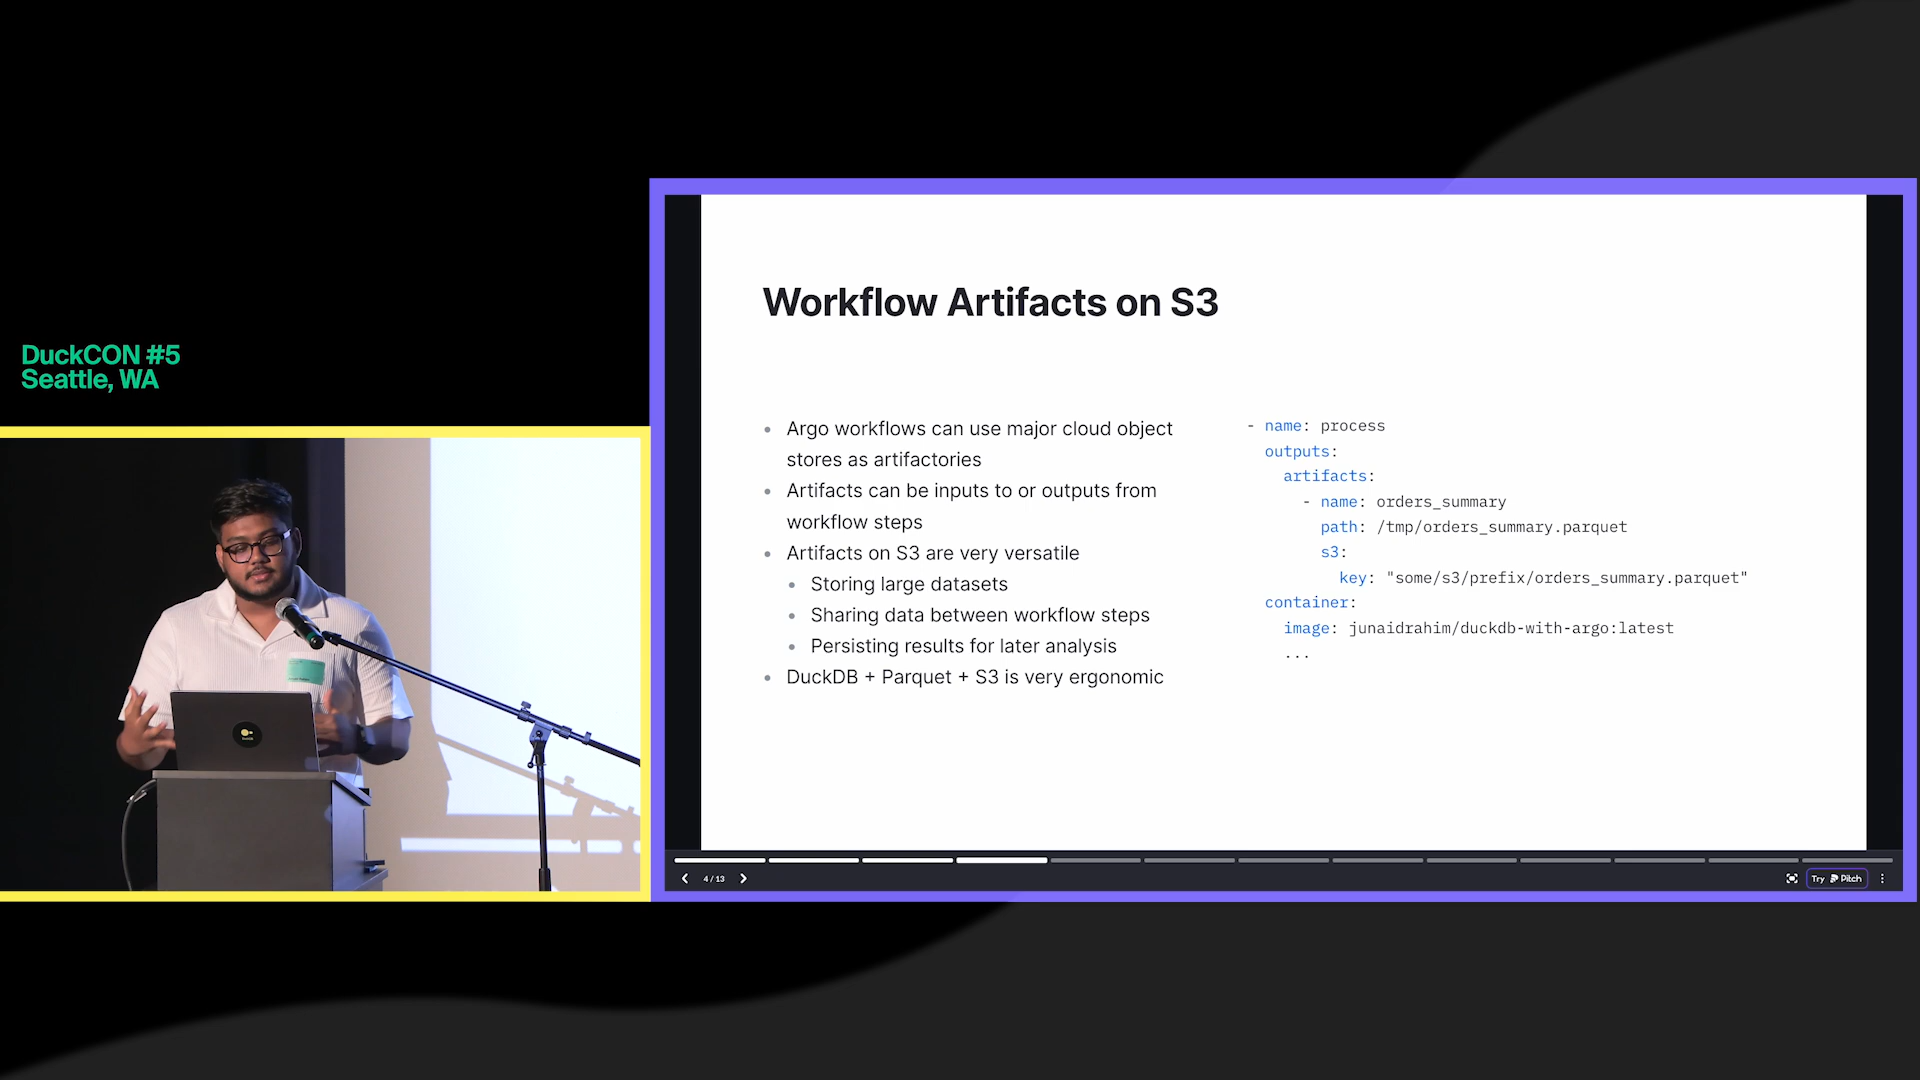 DuckCON #5
Seattle, WA
Workflow Artifacts on S3
Argo workflows can use major cloud object
stores as artifactories
Artifacts can be inputs to or outputs from
workflow steps
Artifacts on S3 are very versatile
Storing large datasets
Sharing data between workflow steps
Persisting results for later analysis
DuckDB + Parquet + S3 is very ergonomic
- name: process
outputs:
artifacts:
- name: orders_summary
path: /tmp/orders_summary.parquet
s3:
key: "some/s3/prefix/orders_summary.parquet"
container:
image: junaidrahim/duckdb-with-argo:latest
...
4 / 13
Try Pitch